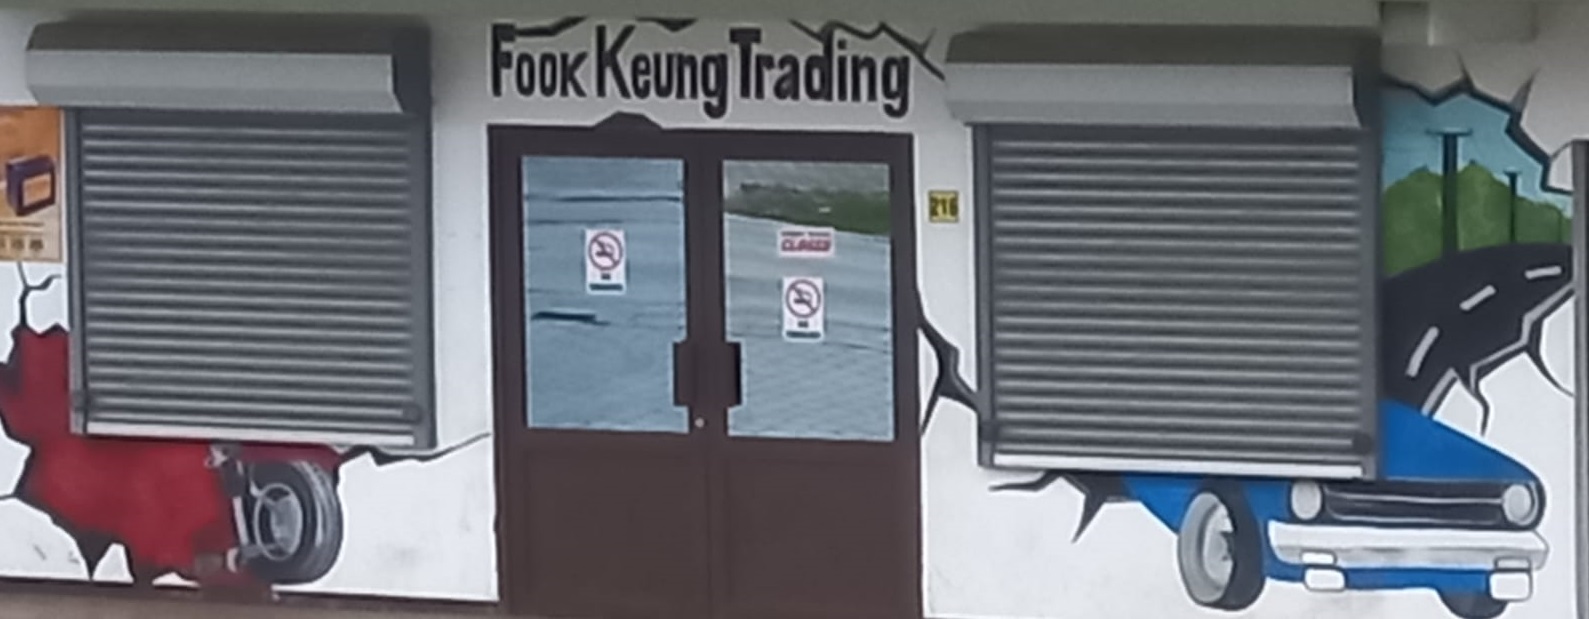 Fook Keung Trading
216
CLOSED